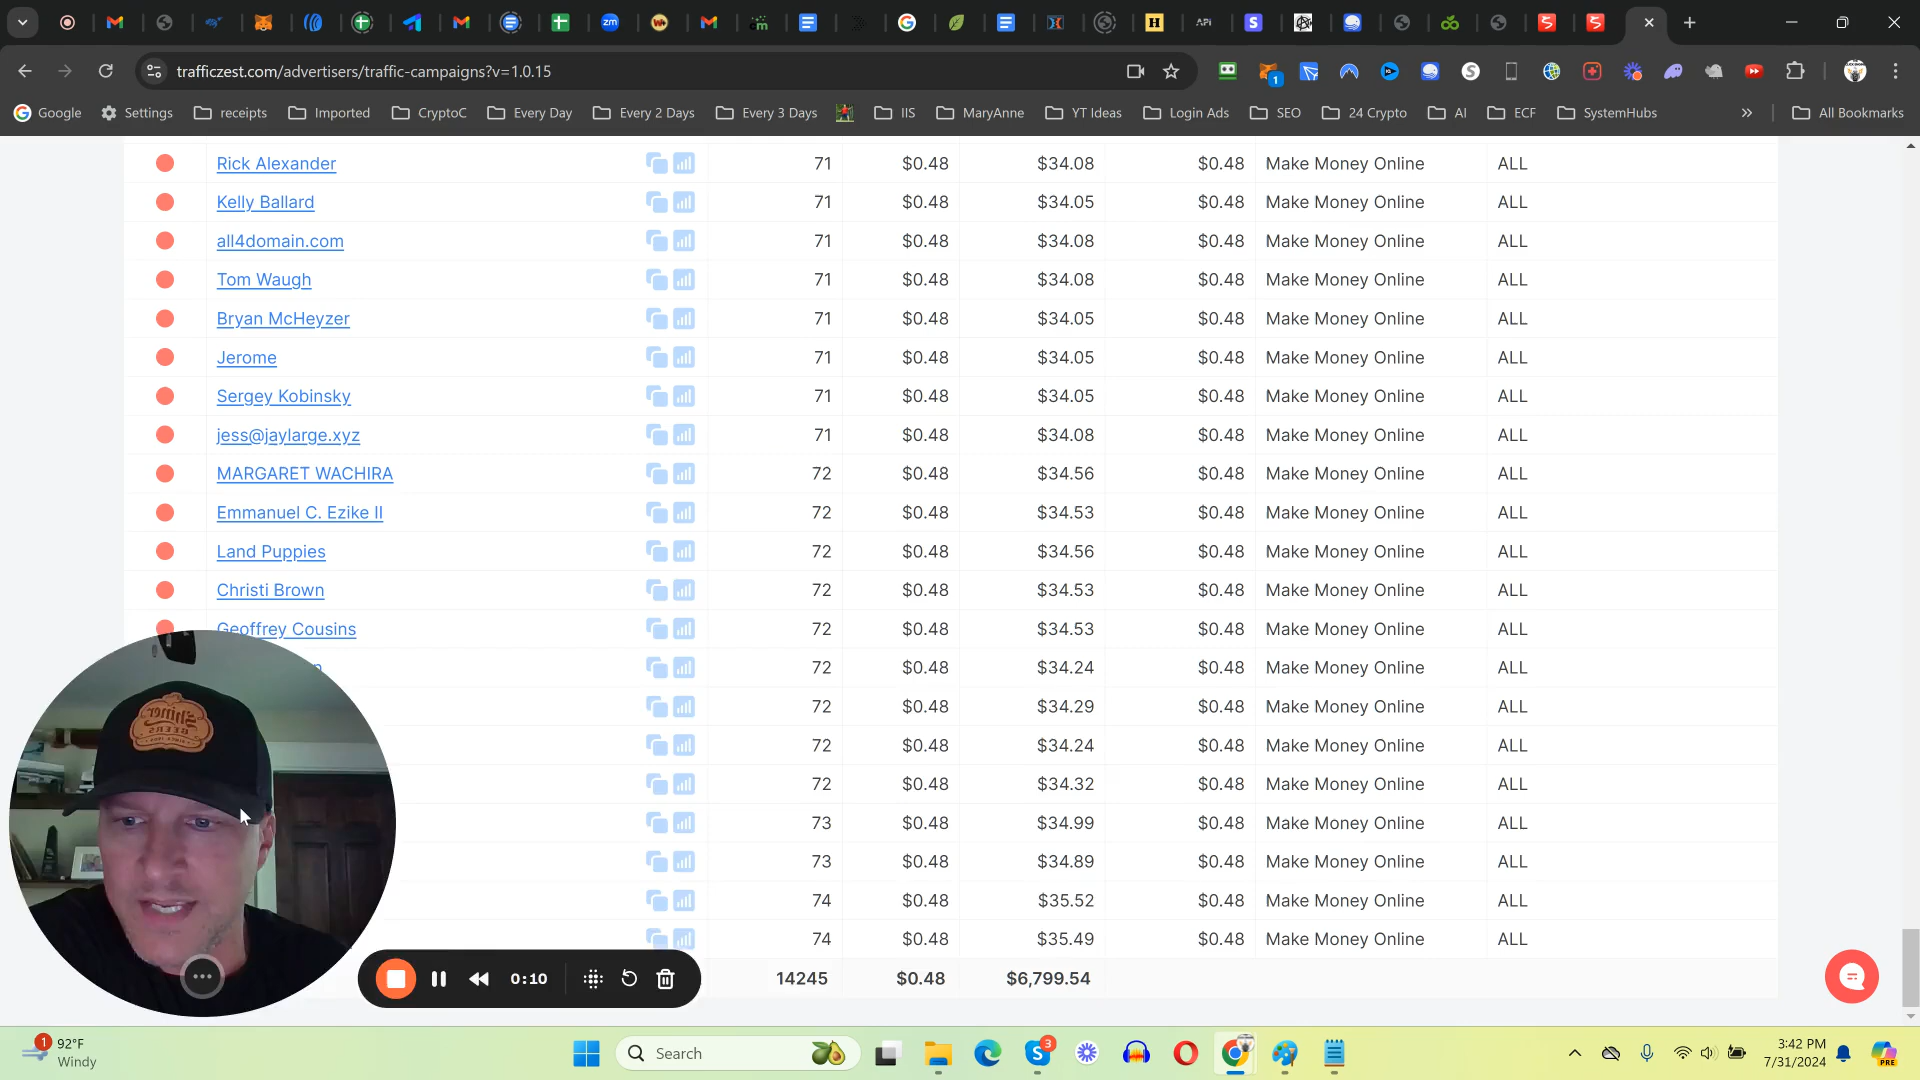 trafficzest.com/advertisers/traffic-campaigns?v=1.0.15
Google
Settings
receipts
Imported
CryptoC
Every Day
Every 2 Days
Every 3 Days
IIS
MaryAnne
YT Ideas
Login Ads
SEO
24 Crypto
AI
ECF
SystemHubs
»
All Bookmarks
Rick Alexander 71 $0.48 $34.08 $0.48 Make Money Online ALL
Kelly Ballard 71 $0.48 $34.05 $0.48 Make Money Online ALL
all4domain.com 71 $0.48 $34.08 $0.48 Make Money Online ALL
Tom Waugh 71 $0.48 $34.08 $0.48 Make Money Online ALL
Bryan McHeyzer 71 $0.48 $34.05 $0.48 Make Money Online ALL
Jerome 71 $0.48 $34.05 $0.48 Make Money Online ALL
Sergey Kobinsky 71 $0.48 $34.05 $0.48 Make Money Online ALL
jess@jaylarge.xyz 71 $0.48 $34.08 $0.48 Make Money Online ALL
MARGARET WACHIRA 72 $0.48 $34.56 $0.48 Make Money Online ALL
Emmanuel C. Ezike II 72 $0.48 $34.53 $0.48 Make Money Online ALL
Land Puppies 72 $0.48 $34.56 $0.48 Make Money Online ALL
Christi Brown 72 $0.48 $34.53 $0.48 Make Money Online ALL
Geoffrey Cousins 72 $0.48 $34.53 $0.48 Make Money Online ALL
72 $0.48 $34.24 $0.48 Make Money Online ALL
72 $0.48 $34.29 $0.48 Make Money Online ALL
72 $0.48 $34.24 $0.48 Make Money Online ALL
72 $0.48 $34.32 $0.48 Make Money Online ALL
73 $0.48 $34.99 $0.48 Make Money Online ALL
73 $0.48 $34.89 $0.48 Make Money Online ALL
74 $0.48 $35.52 $0.48 Make Money Online ALL
74 $0.48 $35.49 $0.48 Make Money Online ALL
14245 $0.48 $6,799.54
Shiner
BEERS
0:10
1
92°F
Windy
Search
3
3:42 PM
7/31/2024
PRE